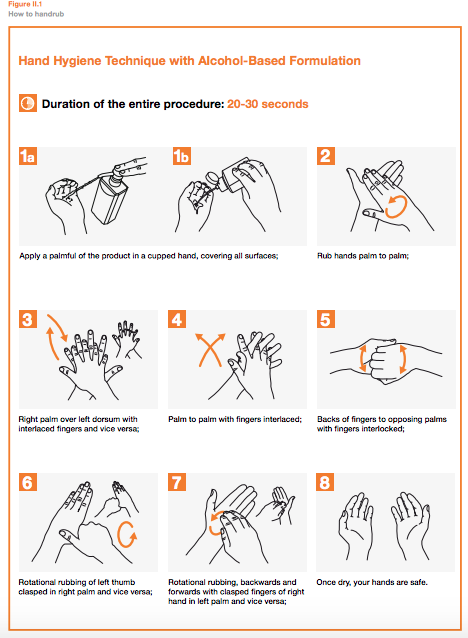 Figure II.1
How to handrub
Hand Hygiene Technique with Alcohol-Based Formulation
Duration of the entire procedure: 20-30 seconds
1a
1b
2
Apply a palmful of the product in a cupped hand, covering all surfaces;
Rub hands palm to palm;
3
4
5
Right palm over left dorsum with
interlaced fingers and vice versa;
Palm to palm with fingers interlaced;
Backs of fingers to opposing palms
with fingers interlocked;
6
7
8
Rotational rubbing of left thumb
clasped in right palm and vice versa;
Rotational rubbing, backwards and
forwards with clasped fingers of right
hand in left palm and vice versa;
Once dry, your hands are safe.